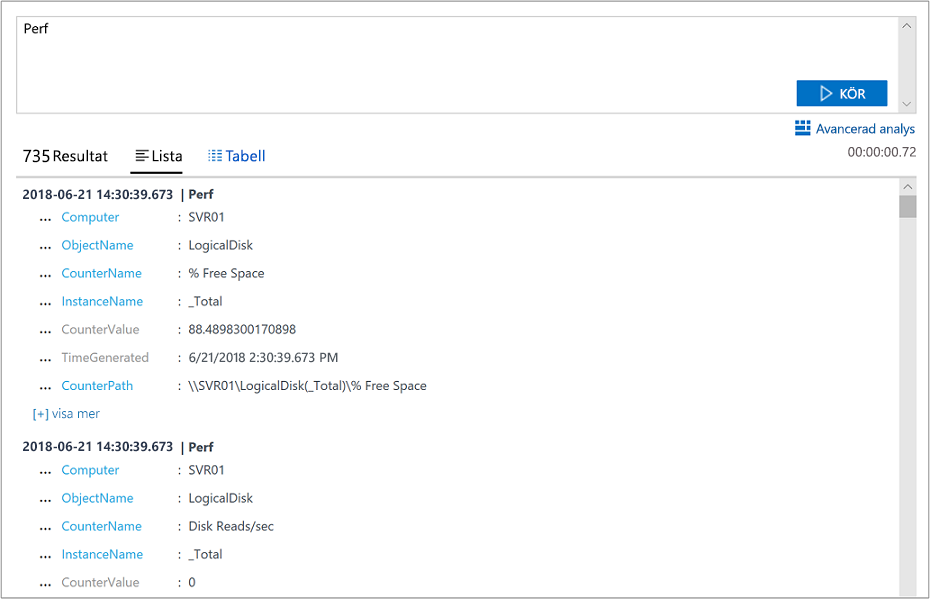 Perf
KÖR
Avancerad analys
735 Resultat Lista Tabell 00:00:00.72
2018-06-21 14:30:39.673 | Perf
... Computer : SVR01
... ObjectName : LogicalDisk
... CounterName : % Free Space
... InstanceName : _Total
... CounterValue : 88.4898300170898
... TimeGenerated : 6/21/2018 2:30:39.673 PM
... CounterPath : \\SVR01\LogicalDisk(_Total)\% Free Space
[+] visa mer
2018-06-21 14:30:39.673 | Perf
... Computer : SVR01
... ObjectName : LogicalDisk
... CounterName : Disk Reads/sec
... InstanceName : _Total
... CounterValue : 0